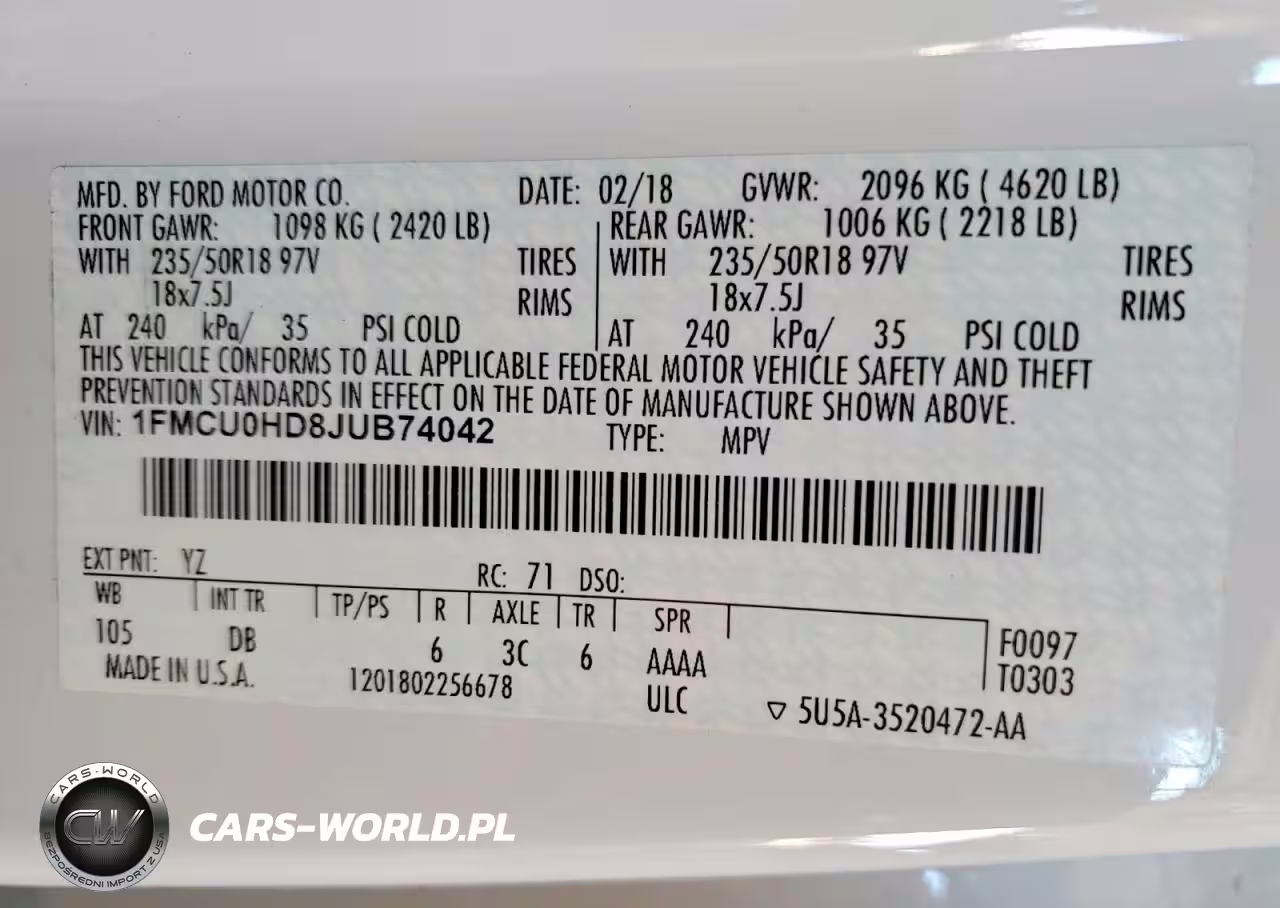 MFD. BY FORD MOTOR CO. DATE: 02/18 GVWR: 2096 KG ( 4620 LB)
FRONT GAWR: 1098 KG ( 2420 LB) REAR GAWR: 1006 KG ( 2218 LB)
WITH 235/50R18 97V TIRES WITH 235/50R18 97V TIRES
18x7.5J RIMS 18x7.5J RIMS
AT 240 kPa/ 35 PSI COLD AT 240 kPa/ 35 PSI COLD
THIS VEHICLE CONFORMS TO ALL APPLICABLE FEDERAL MOTOR VEHICLE SAFETY AND THEFT
PREVENTION STANDARDS IN EFFECT ON THE DATE OF MANUFACTURE SHOWN ABOVE.
VIN: 1FMCU0HD8JUB74042 TYPE: MPV
EXT PNT: YZ RC: 71 DSO:
WB INT TR TP/PS R AXLE TR SPR
105 DB 6 3C 6 AAAA F0097
MADE IN U.S.A. 1201802256678 ULC T0303
▽ 5U5A-3520472-AA
CARS-WORLD
CW
BEZPOŚREDNI IMPORT Z USA
CARS-WORLD.PL